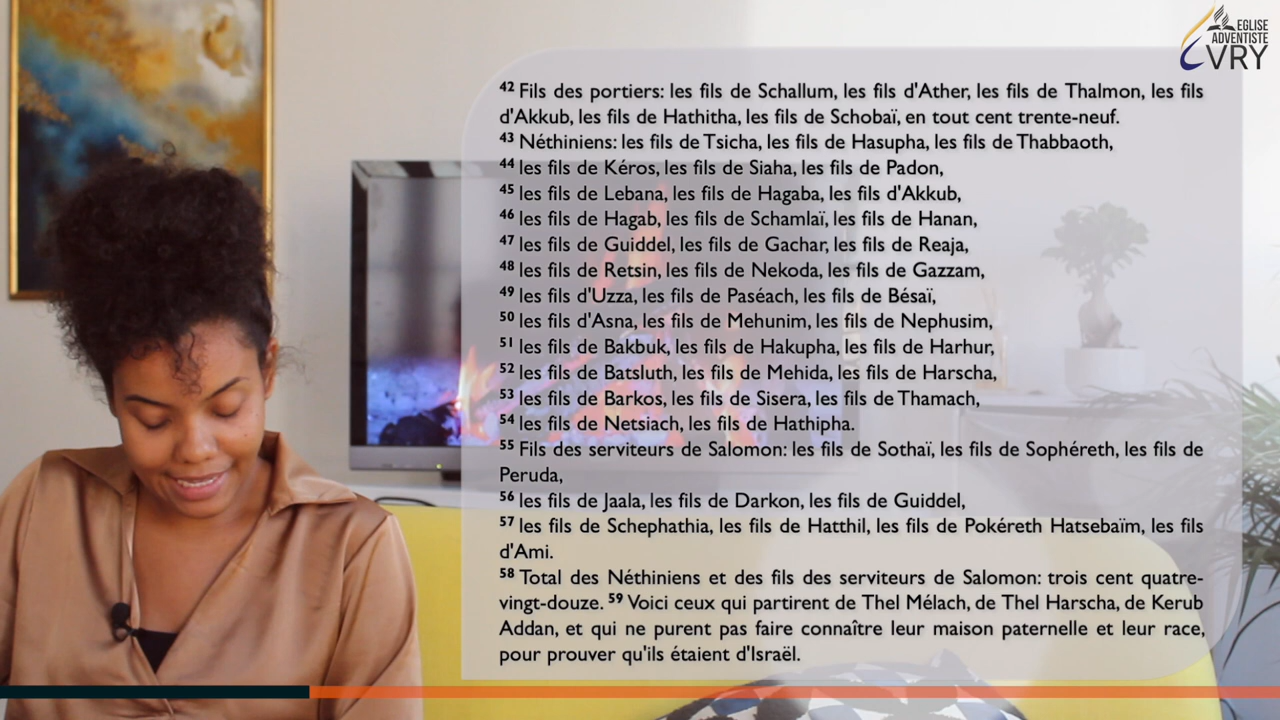 EGLISE
ADVENTISTE
VRY
42 Fils des portiers: les fils de Schallum, les fils d'Ather, les fils de Thalmon, les fils
d'Akkub, les fils de Hathitha, les fils de Schobaï, en tout cent trente-neuf.
43 Néthiniens: les fils de Tsicha, les fils de Hasupha, les fils de Thabbaoth,
44 les fils de Kéros, les fils de Siaha, les fils de Padon,
45 les fils de Lebana, les fils de Hagaba, les fils d'Akkub,
46 les fils de Hagab, les fils de Schamlaï, les fils de Hanan,
47 les fils de Guiddel, les fils de Gachar, les fils de Reaja,
48 les fils de Retsin, les fils de Nekoda, les fils de Gazzam,
49 les fils d'Uzza, les fils de Paséach, les fils de Bésaï,
50 les fils d'Asna, les fils de Mehunim, les fils de Nephusim,
51 les fils de Bakbuk, les fils de Hakupha, les fils de Harhur,
52 les fils de Batsluth, les fils de Mehida, les fils de Harscha,
53 les fils de Barkos, les fils de Sisera, les fils de Thamach,
54 les fils de Netsiach, les fils de Hathipha.
55 Fils des serviteurs de Salomon: les fils de Sothaï, les fils de Sophéreth, les fils de
Peruda,
56 les fils de Jaala, les fils de Darkon, les fils de Guiddel,
57 les fils de Schephathia, les fils de Hatthil, les fils de Pokéreth Hatsebaïm, les fils
d'Ami.
58 Total des Néthiniens et des fils des serviteurs de Salomon: trois cent quatre-
vingt-douze. 59 Voici ceux qui partirent de Thel Mélach, de Thel Harscha, de Kerub
Addan, et qui ne purent pas faire connaître leur maison paternelle et leur race,
pour prouver qu'ils étaient d'Israël.